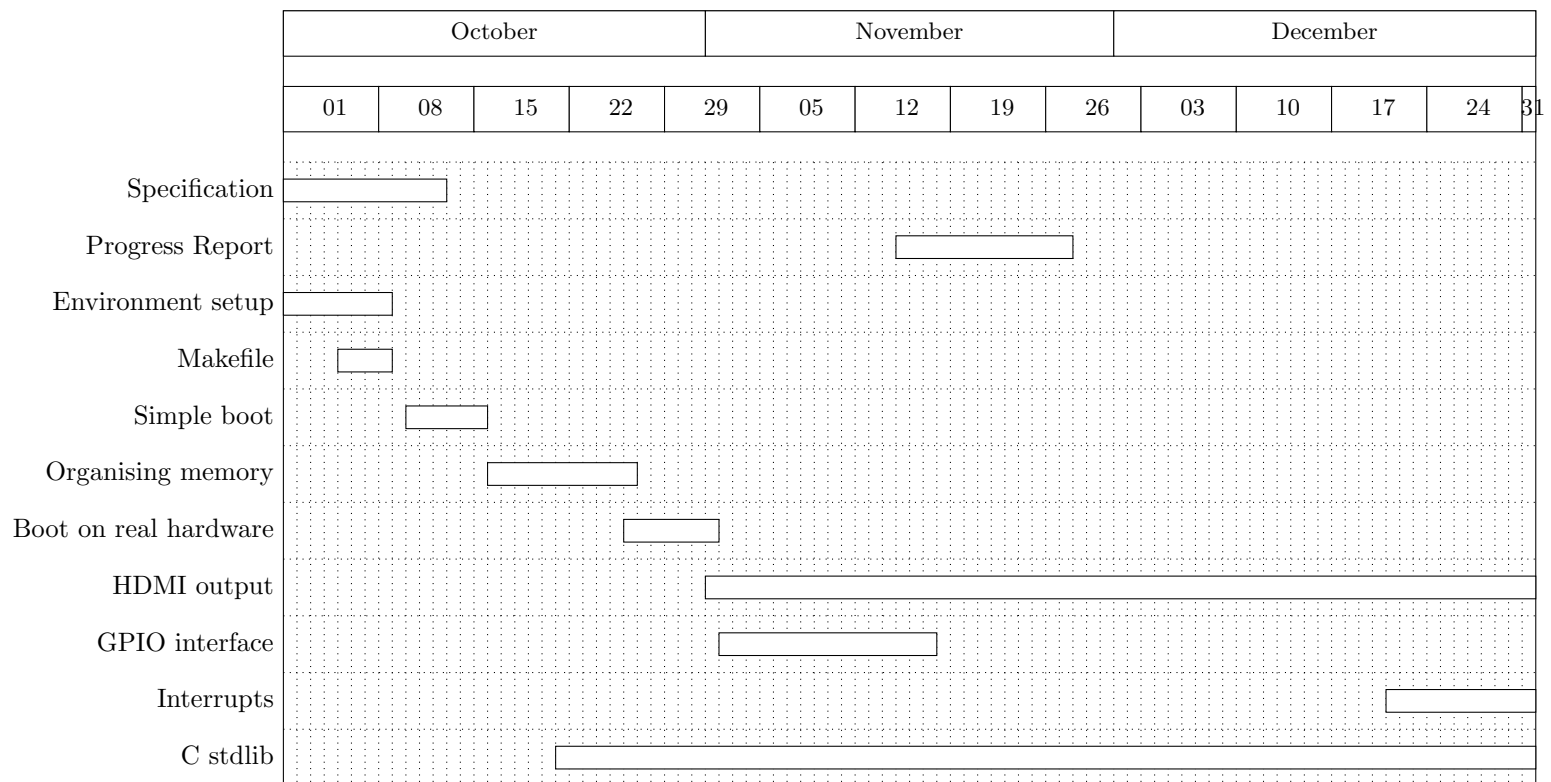 October November December
01 08 15 22 29 05 12 19 26 03 10 17 24 31
Specification
Progress Report
Environment setup
Makefile
Simple boot
Organising memory
Boot on real hardware
HDMI output
GPIO interface
Interrupts
C stdlib